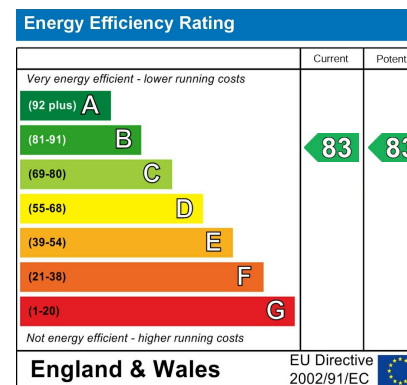 Energy Efficiency Rating
Current Potent
Very energy efficient - lower running costs
(92 plus) A
(81-91) B
83 83
(69-80) C
(55-68) D
(39-54) E
(21-38) F
(1-20) G
Not energy efficient - higher running costs
England & Wales
EU Directive
2002/91/EC